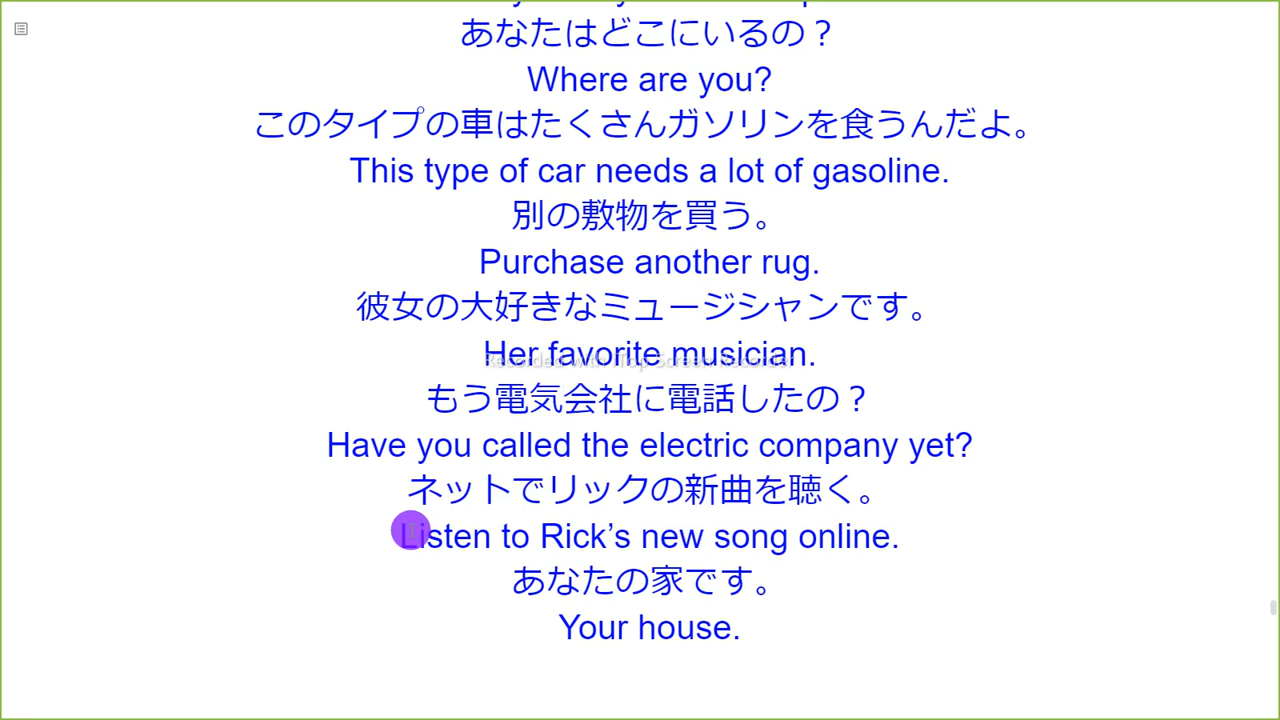 あなたはどこにいるの？
Where are you?
このタイプの車はたくさんガソリンを食うんだよ。
This type of car needs a lot of gasoline.
別の敷物を買う。
Purchase another rug.
彼女の大好きなミュージシャンです。
Her favorite musician.
Recorded with iTop Screen Recorder
もう電気会社に電話したの？
Have you called the electric company yet?
ネットでリックの新曲を聴く。
Listen to Rick’s new song online.
あなたの家です。
Your house.